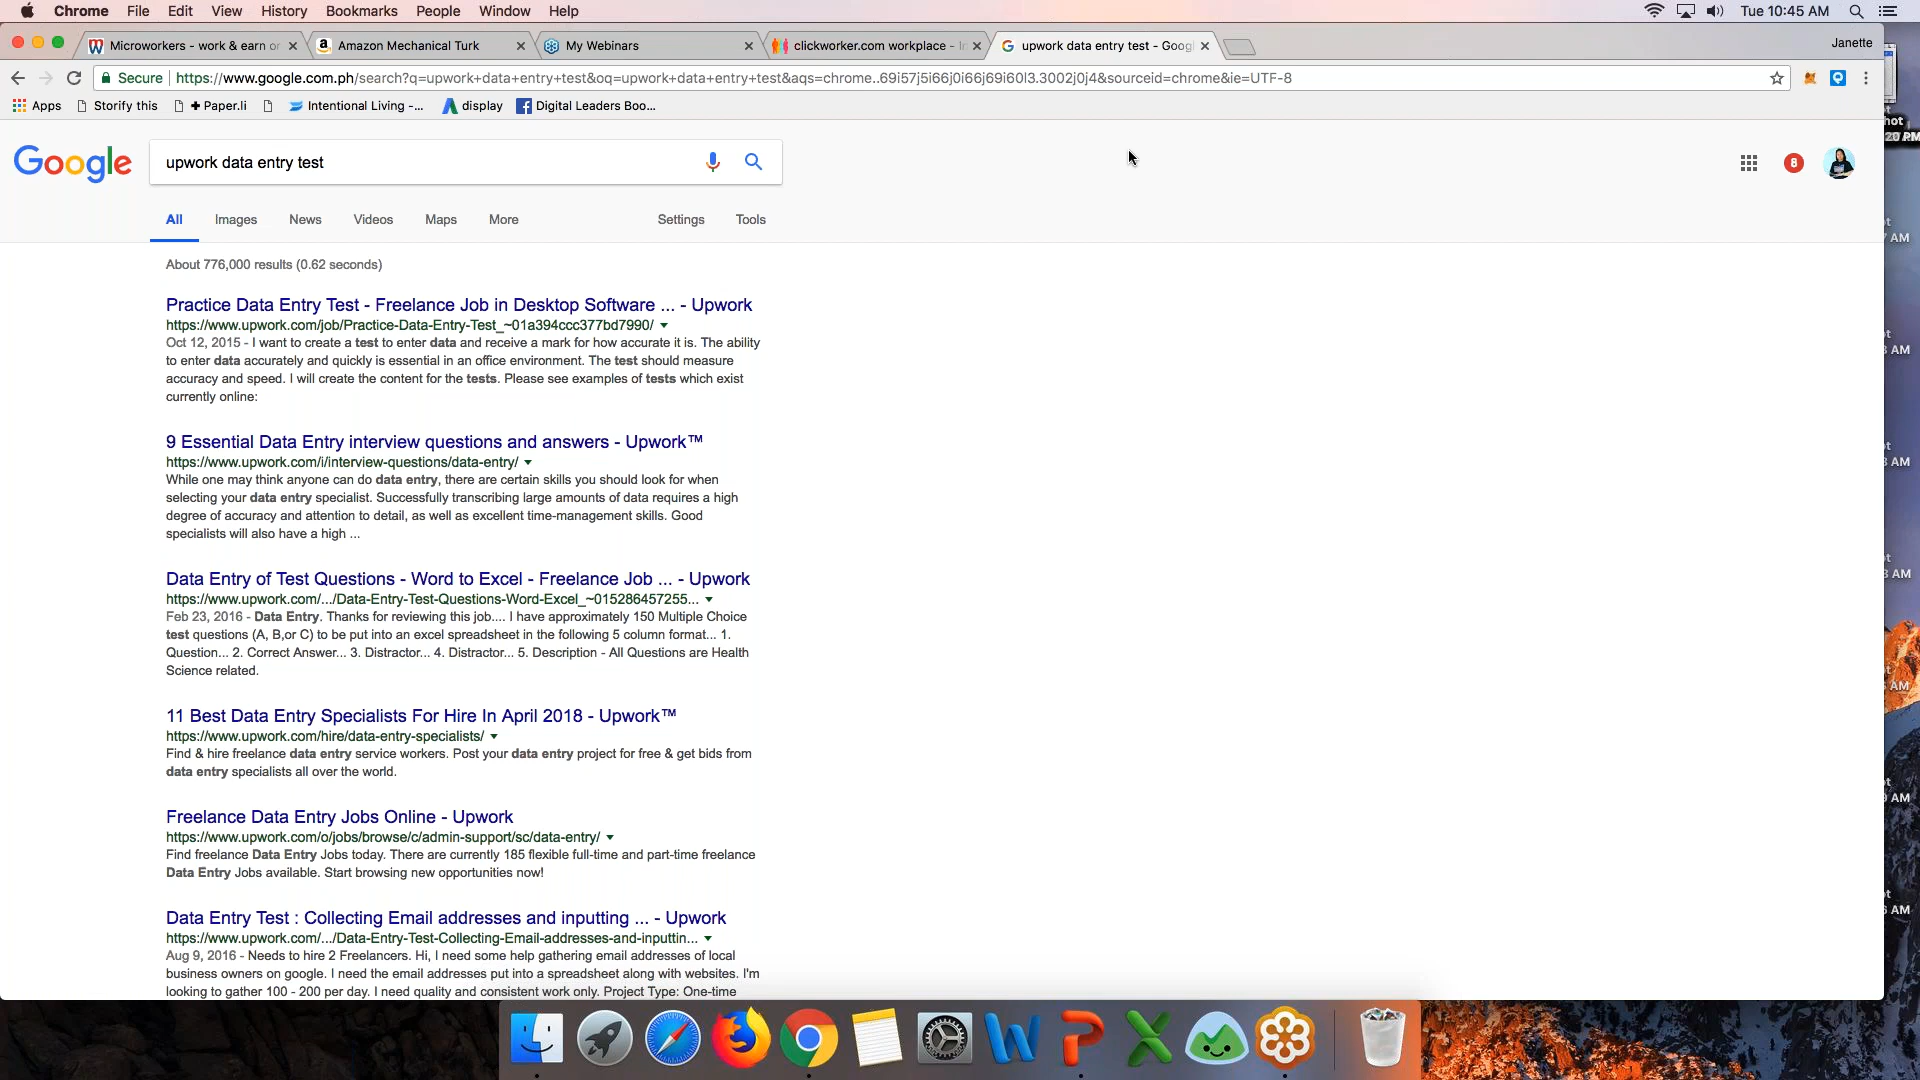 Chrome File Edit View History Bookmarks People Window Help Tue 10:45 AM
Microworkers - work & earn or Amazon Mechanical Turk My Webinars clickworker.com workplace - In upwork data entry test - Goog Janette
Secure https://www.google.com.ph/search?q=upwork+data+entry+test&oq=upwork+data+entry+test&aqs=chrome..69i57j5i66j0i66j69i60l3.3002j0j4&sourceid=chrome&ie=UTF-8
Apps Storify this + Paper.li Intentional Living -... display Digital Leaders Boo...
Google upwork data entry test 8
All Images News Videos Maps More Settings Tools
About 776,000 results (0.62 seconds)
Practice Data Entry Test - Freelance Job in Desktop Software ... - Upwork
https://www.upwork.com/job/Practice-Data-Entry-Test_~01a394ccc377bd7990/
Oct 12, 2015 - I want to create a test to enter data and receive a mark for how accurate it is. The ability
to enter data accurately and quickly is essential in an office environment. The test should measure
accuracy and speed. I will create the content for the tests. Please see examples of tests which exist
currently online:
9 Essential Data Entry interview questions and answers - Upwork™
https://www.upwork.com/i/interview-questions/data-entry/
While one may think anyone can do data entry, there are certain skills you should look for when
selecting your data entry specialist. Successfully transcribing large amounts of data requires a high
degree of accuracy and attention to detail, as well as excellent time-management skills. Good
specialists will also have a high ...
Data Entry of Test Questions - Word to Excel - Freelance Job ... - Upwork
https://www.upwork.com/.../Data-Entry-Test-Questions-Word-Excel_~015286457255...
Feb 23, 2016 - Data Entry. Thanks for reviewing this job.... I have approximately 150 Multiple Choice
test questions (A, B,or C) to be put into an excel spreadsheet in the following 5 column format... 1.
Question... 2. Correct Answer... 3. Distractor... 4. Distractor... 5. Description - All Questions are Health
Science related.
11 Best Data Entry Specialists For Hire In April 2018 - Upwork™
https://www.upwork.com/hire/data-entry-specialists/
Find & hire freelance data entry service workers. Post your data entry project for free & get bids from
data entry specialists all over the world.
Freelance Data Entry Jobs Online - Upwork
https://www.upwork.com/o/jobs/browse/c/admin-support/sc/data-entry/
Find freelance Data Entry Jobs today. There are currently 185 flexible full-time and part-time freelance
Data Entry Jobs available. Start browsing new opportunities now!
Data Entry Test : Collecting Email addresses and inputting ... - Upwork
https://www.upwork.com/.../Data-Entry-Test-Collecting-Email-addresses-and-inputtin...
Aug 9, 2016 - Needs to hire 2 Freelancers. Hi, I need some help gathering email addresses of local
business owners on google. I need the email addresses put into a spreadsheet along with websites. I'm
looking to gather 100 - 200 per day. I need quality and consistent work only. Project Type: One-time